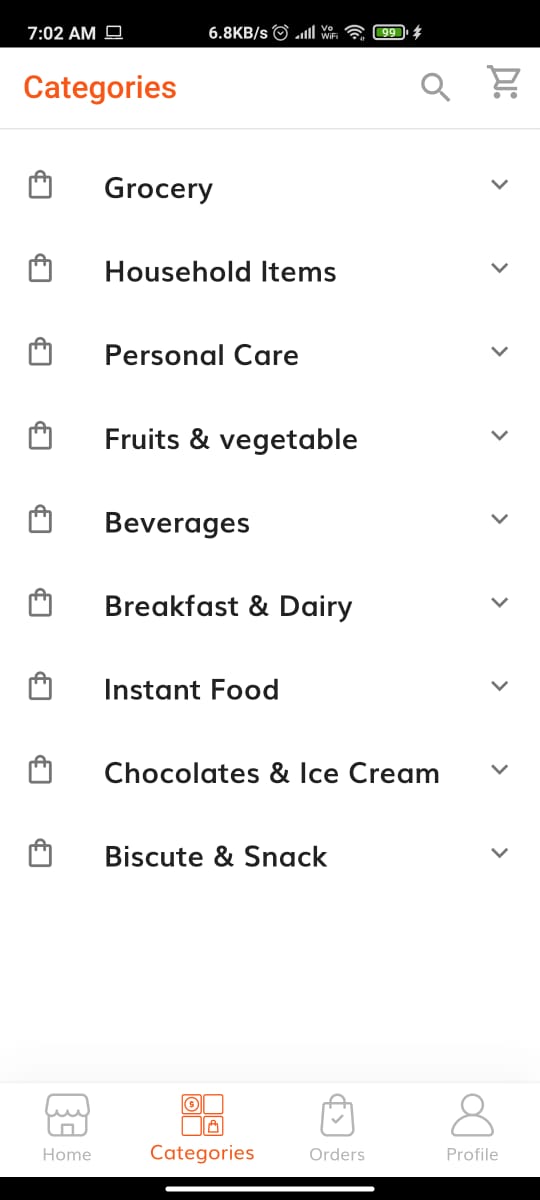 7:02 AM 6.8KB/s Vo WiFi 99
Categories
Grocery
Household Items
Personal Care
Fruits & vegetable
Beverages
Breakfast & Dairy
Instant Food
Chocolates & Ice Cream
Biscute & Snack
Home Categories Orders Profile